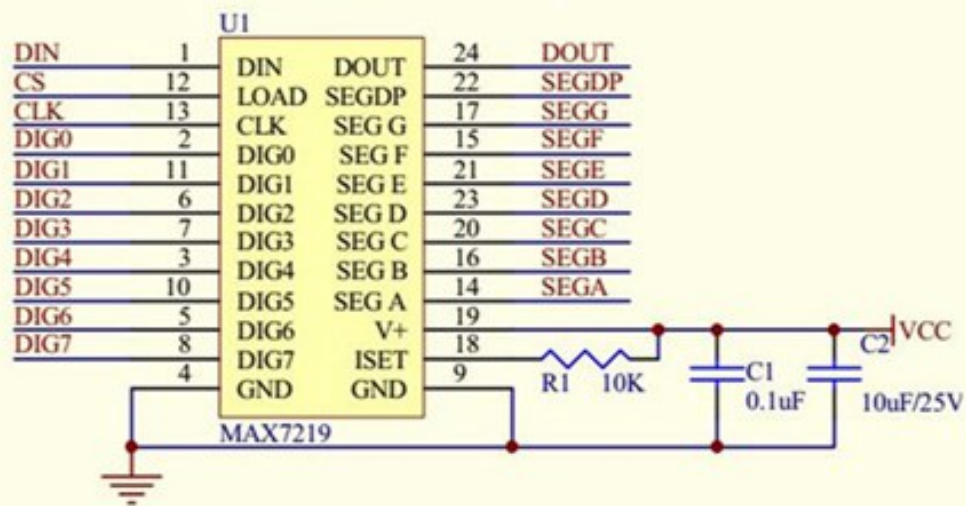 U1
DIN 1 DIN DOUT 24 DOUT
CS 12 LOAD SEGDP 22 SEGDP
CLK 13 CLK SEG G 17 SEGG
DIG0 2 DIG0 SEG F 15 SEGF
DIG1 11 DIG1 SEG E 21 SEGE
DIG2 6 DIG2 SEG D 23 SEGD
DIG3 7 DIG3 SEG C 20 SEGC
DIG4 3 DIG4 SEG B 16 SEGB
DIG5 10 DIG5 SEG A 14 SEGA
DIG6 5 DIG6 V+ 19 VCC
DIG7 8 DIG7 ISET 18 C2
4 GND GND 9 R1 10K C1
0.1uF 10uF/25V
MAX7219